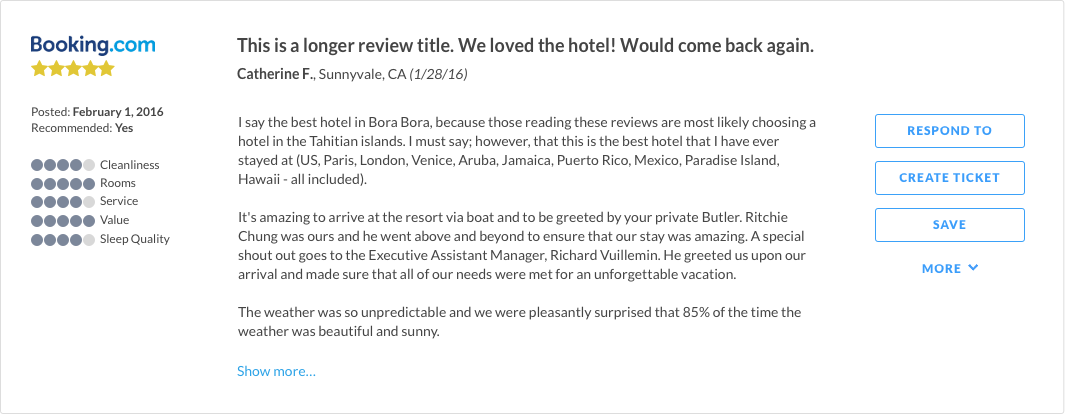 Booking.com
Posted: February 1, 2016
Recommended: Yes
Cleanliness
Rooms
Service
Value
Sleep Quality
This is a longer review title. We loved the hotel! Would come back again.
Catherine F., Sunnyvale, CA (1/28/16)
I say the best hotel in Bora Bora, because those reading these reviews are most likely choosing a
hotel in the Tahitian islands. I must say; however, that this is the best hotel that I have ever
stayed at (US, Paris, London, Venice, Aruba, Jamaica, Puerto Rico, Mexico, Paradise Island,
Hawaii - all included).
It's amazing to arrive at the resort via boat and to be greeted by your private Butler. Ritchie
Chung was ours and he went above and beyond to ensure that our stay was amazing. A special
shout out goes to the Executive Assistant Manager, Richard Vuillemin. He greeted us upon our
arrival and made sure that all of our needs were met for an unforgettable vacation.
The weather was so unpredictable and we were pleasantly surprised that 85% of the time the
weather was beautiful and sunny.
Show more...
RESPOND TO
CREATE TICKET
SAVE
MORE